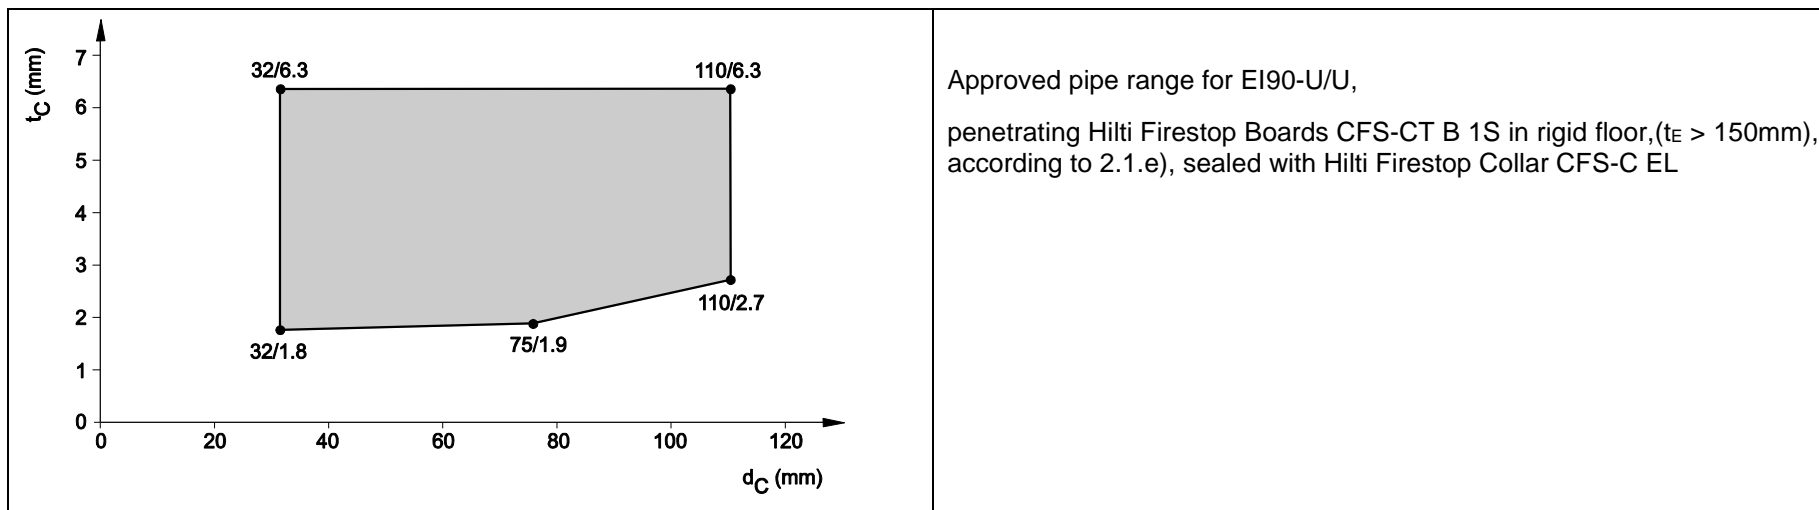 t_C (mm)
7
6
5
4
3
2
1
0
32/6.3
110/6.3
32/1.8
75/1.9
110/2.7
0 20 40 60 80 100 120
d_C (mm)
Approved pipe range for EI90-U/U,
penetrating Hilti Firestop Boards CFS-CT B 1S in rigid floor,(tE > 150mm),
according to 2.1.e), sealed with Hilti Firestop Collar CFS-C EL